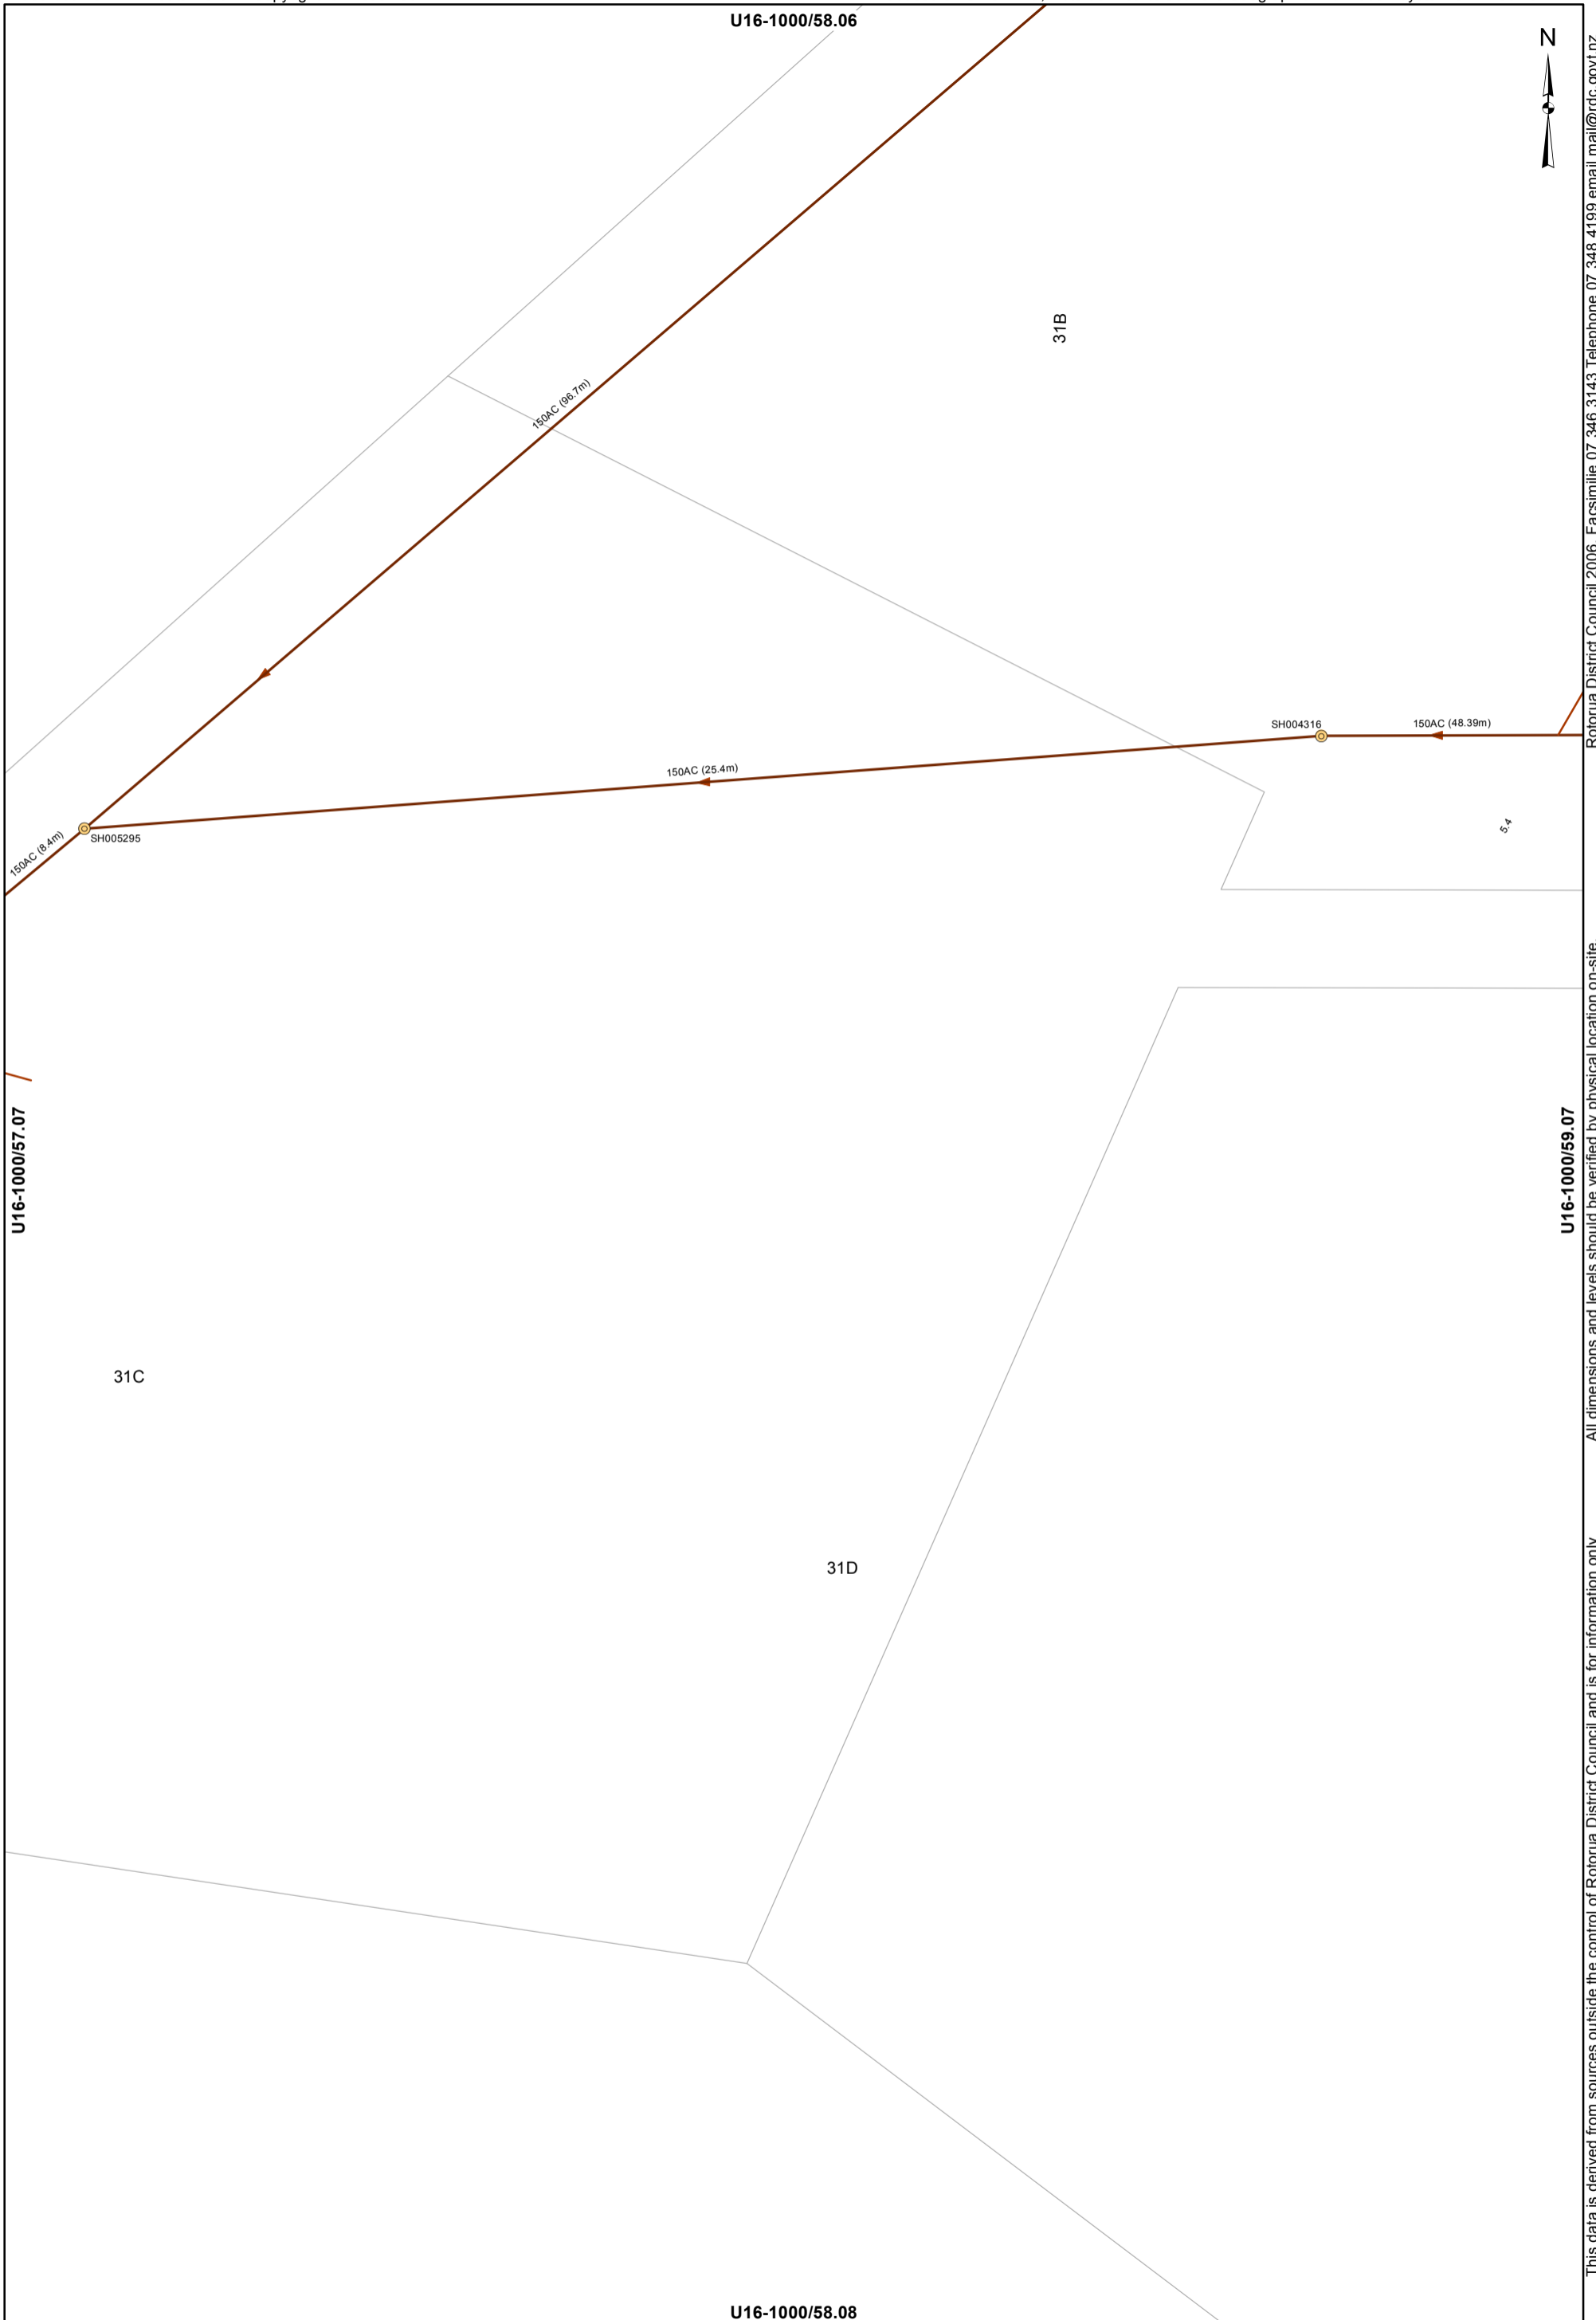 U16-1000/58.06
N
31B
150AC (96.7m)
SH004316
150AC (48.39m)
150AC (25.4m)
5.4
SH005295
150AC (8.4m)
U16-1000/57.07
U16-1000/59.07
31C
31D
U16-1000/58.08
Rotorua District Council 2006. Facsimilie 07 346 3143 Telephone 07 348 4199 email mail@rdc.govt.nz
All dimensions and levels should be verified by physical location on-site.
This data is derived from sources outside the control of Rotorua District Council and is for information only